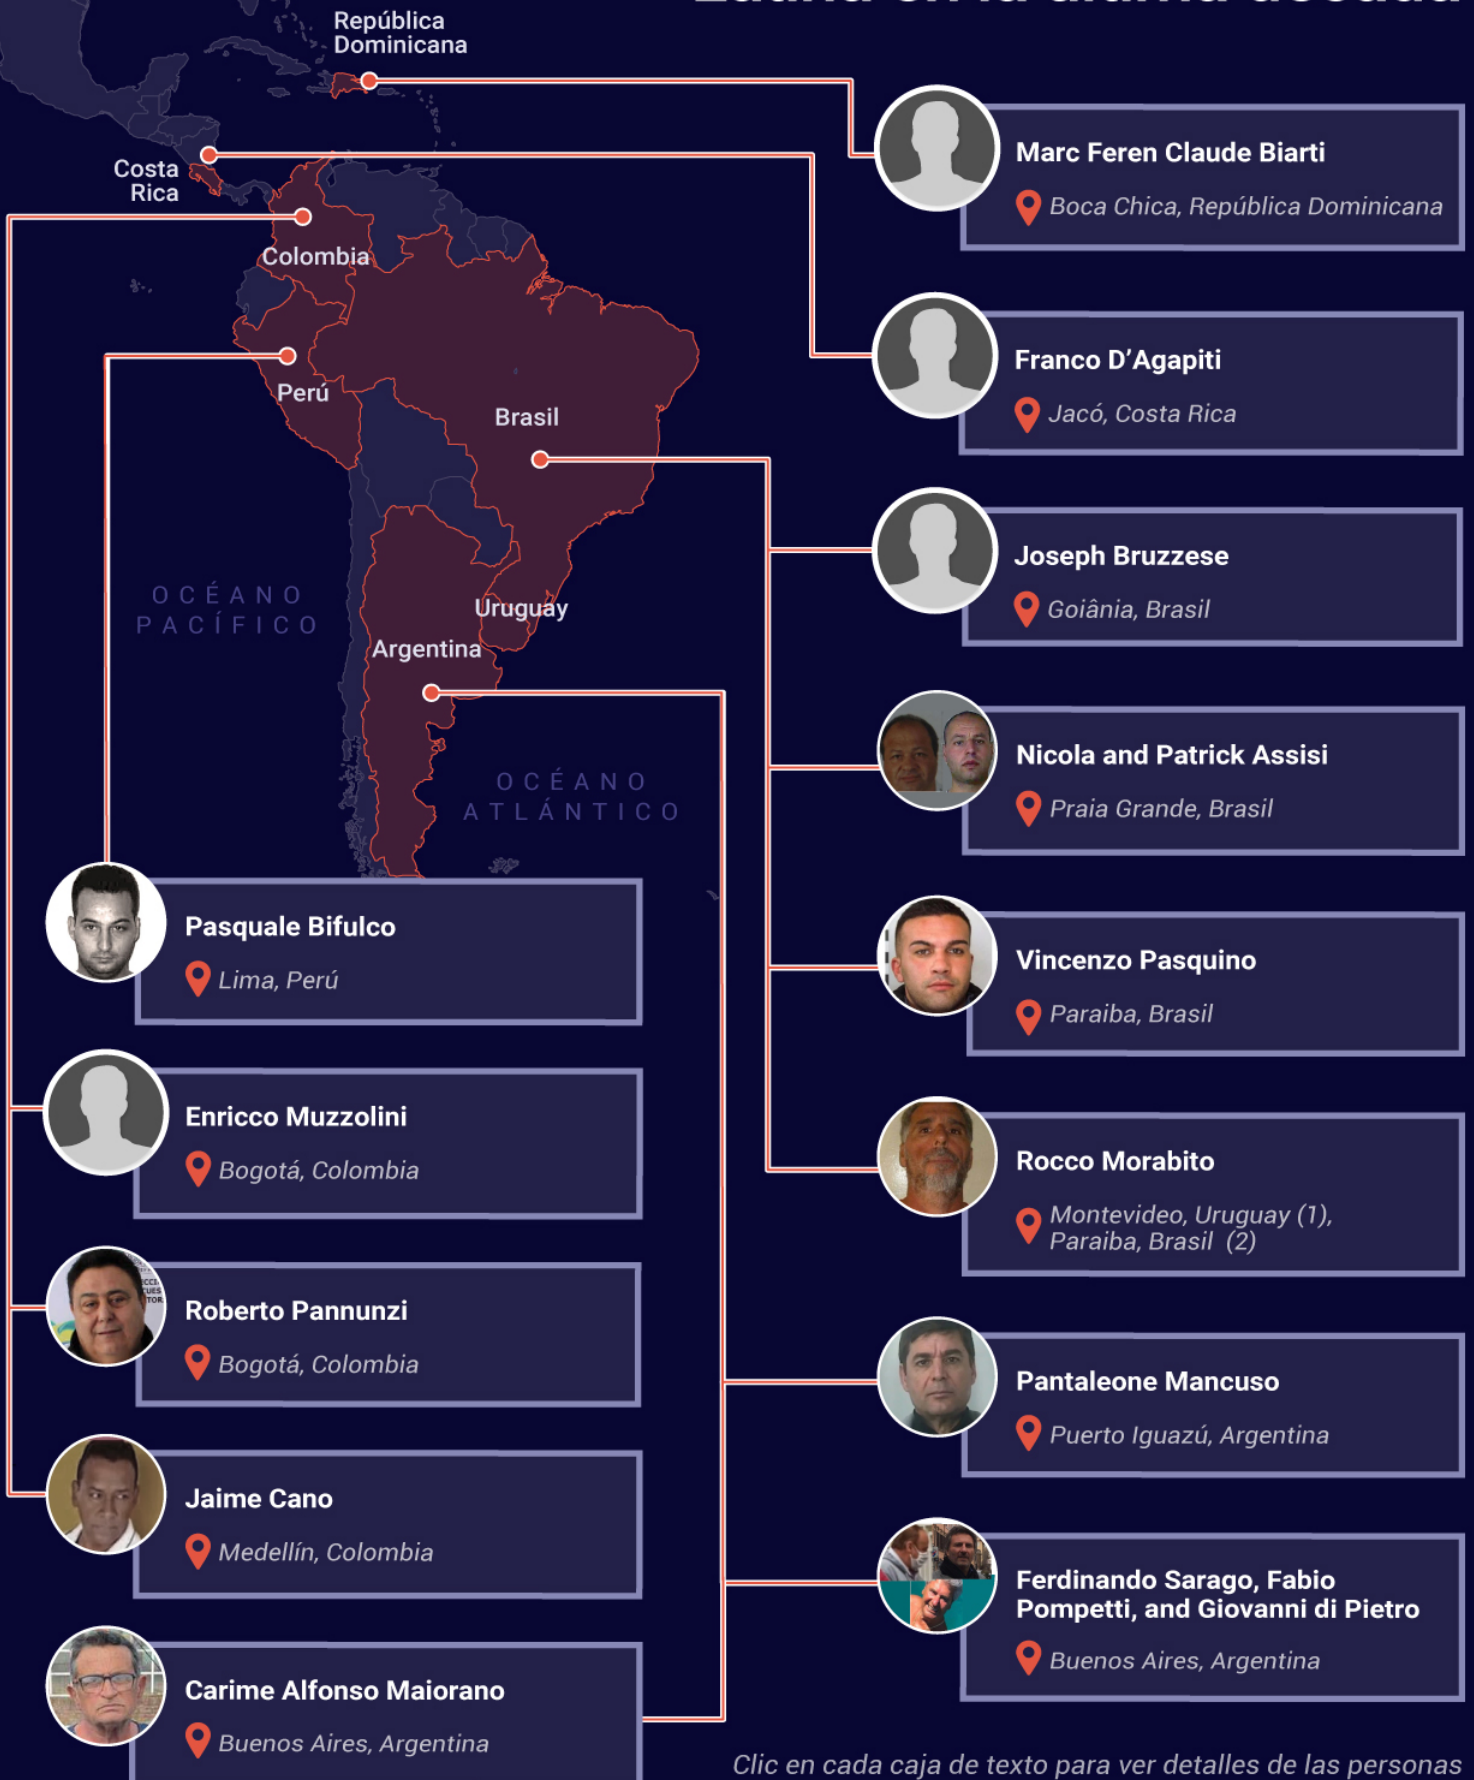 República
Dominicana
Costa
Rica
Colombia
Perú
Brasil
Uruguay
Argentina
OCÉANO
PACÍFICO
OCÉANO
ATLÁNTICO
Marc Feren Claude Biarti
Boca Chica, República Dominicana
Franco D’Agapiti
Jacó, Costa Rica
Joseph Bruzzese
Goiânia, Brasil
Nicola and Patrick Assisi
Praia Grande, Brasil
Vincenzo Pasquino
Paraiba, Brasil
Rocco Morabito
Montevideo, Uruguay (1),
Paraiba, Brasil (2)
Pantaleone Mancuso
Puerto Iguazú, Argentina
Ferdinando Sarago, Fabio
Pompetti, and Giovanni di Pietro
Buenos Aires, Argentina
Pasquale Bifulco
Lima, Perú
Enricco Muzzolini
Bogotá, Colombia
Roberto Pannunzi
Bogotá, Colombia
Jaime Cano
Medellín, Colombia
Carime Alfonso Maiorano
Buenos Aires, Argentina
Clic en cada caja de texto para ver detalles de las personas